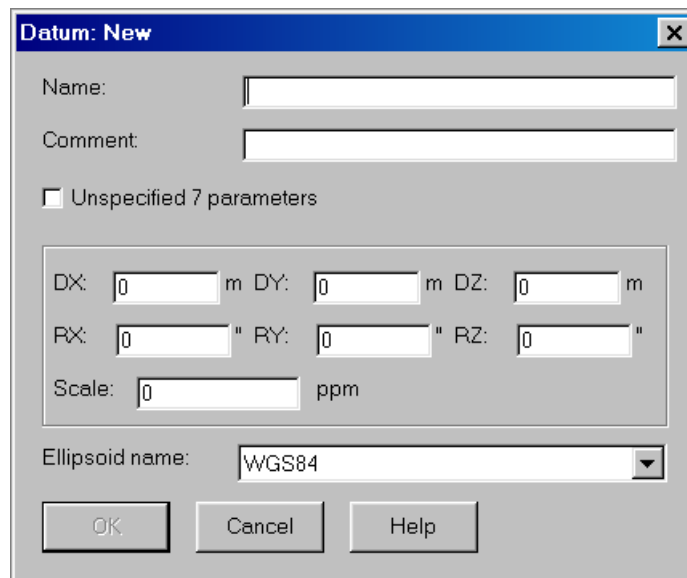 Datum: New
Name:
Comment:
Unspecified 7 parameters
DX: 0 m DY: 0 m DZ: 0 m
RX: 0 " RY: 0 " RZ: 0 "
Scale: 0 ppm
Ellipsoid name: WGS84
OK Cancel Help